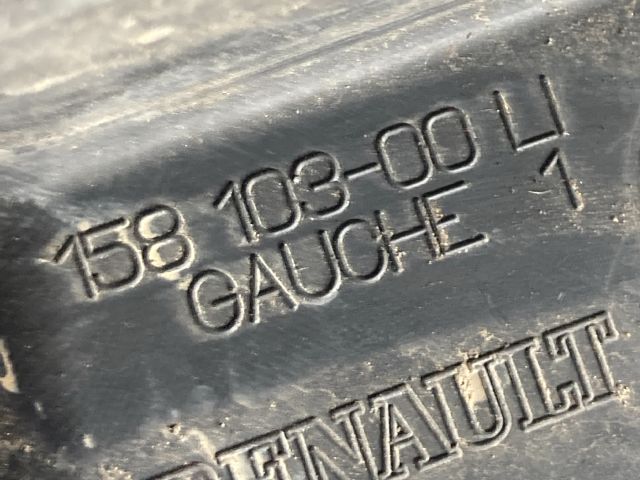 158 103-00 LI
GAUCHE 1
RENAULT